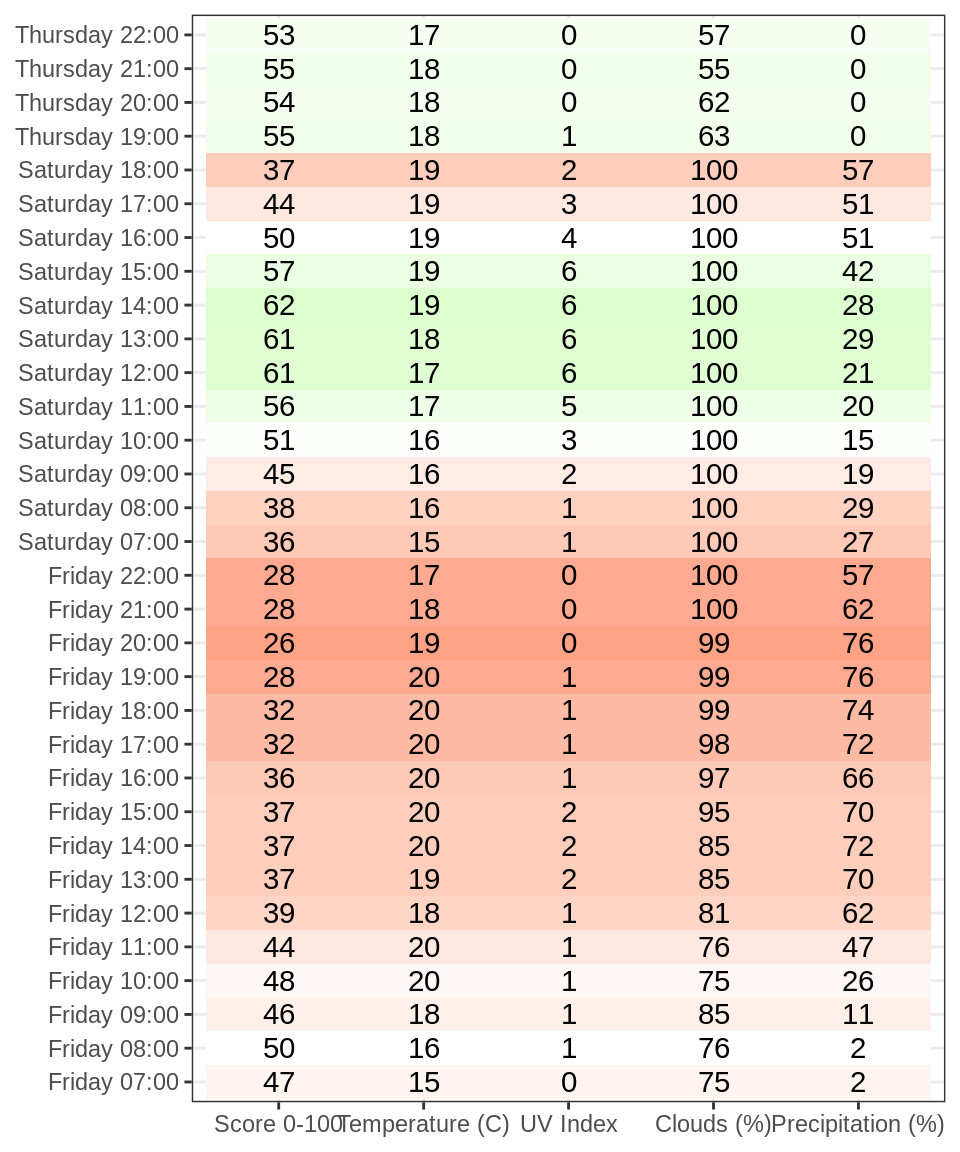 Thursday 22:00 53 17 0 57 0
Thursday 21:00 55 18 0 55 0
Thursday 20:00 54 18 0 62 0
Thursday 19:00 55 18 1 63 0
Saturday 18:00 37 19 2 100 57
Saturday 17:00 44 19 3 100 51
Saturday 16:00 50 19 4 100 51
Saturday 15:00 57 19 6 100 42
Saturday 14:00 62 19 6 100 28
Saturday 13:00 61 18 6 100 29
Saturday 12:00 61 17 6 100 21
Saturday 11:00 56 17 5 100 20
Saturday 10:00 51 16 3 100 15
Saturday 09:00 45 16 2 100 19
Saturday 08:00 38 16 1 100 29
Saturday 07:00 36 15 1 100 27
Friday 22:00 28 17 0 100 57
Friday 21:00 28 18 0 100 62
Friday 20:00 26 19 0 99 76
Friday 19:00 28 20 1 99 76
Friday 18:00 32 20 1 99 74
Friday 17:00 32 20 1 98 72
Friday 16:00 36 20 1 97 66
Friday 15:00 37 20 2 95 70
Friday 14:00 37 20 2 85 72
Friday 13:00 37 19 2 85 70
Friday 12:00 39 18 1 81 62
Friday 11:00 44 20 1 76 47
Friday 10:00 48 20 1 75 26
Friday 09:00 46 18 1 85 11
Friday 08:00 50 16 1 76 2
Friday 07:00 47 15 0 75 2
Score 0-100 Temperature (C) UV Index Clouds (%) Precipitation (%)